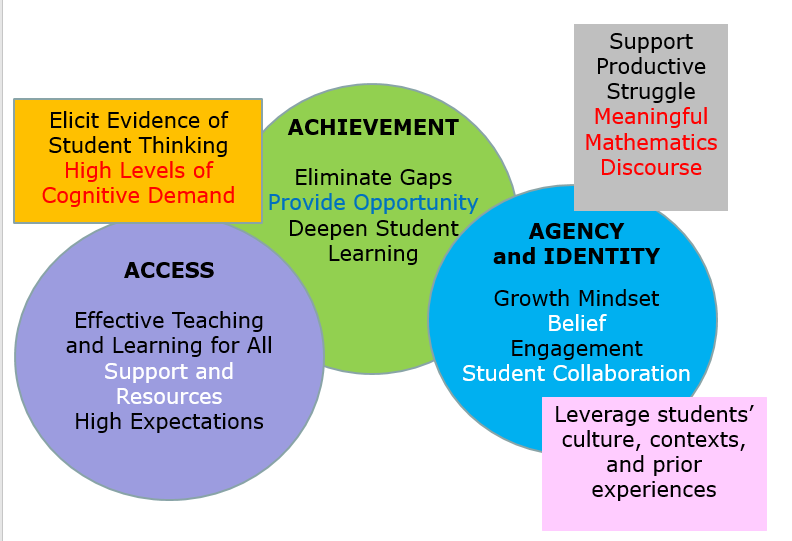 Elicit Evidence of
Student Thinking
High Levels of
Cognitive Demand
ACHIEVEMENT
Eliminate Gaps
Provide Opportunity
Deepen Student
Learning
Support
Productive
Struggle
Meaningful
Mathematics
Discourse
ACCESS
Effective Teaching
and Learning for All
Support and
Resources
High Expectations
AGENCY
and IDENTITY
Growth Mindset
Belief
Engagement
Student Collaboration
Leverage students’
culture, contexts,
and prior
experiences